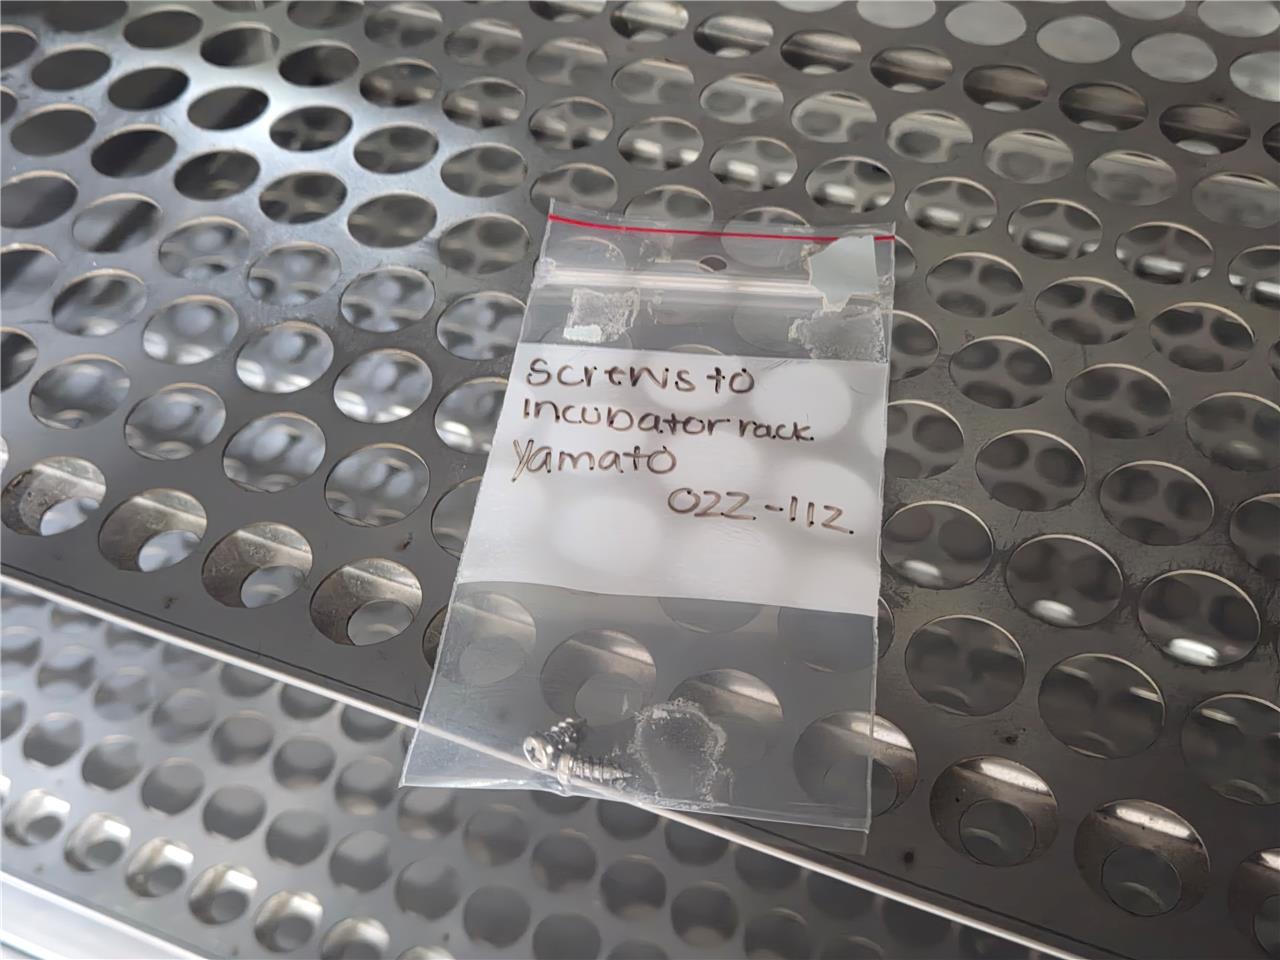 Screws to
incubator rack
Yamato
022-112.